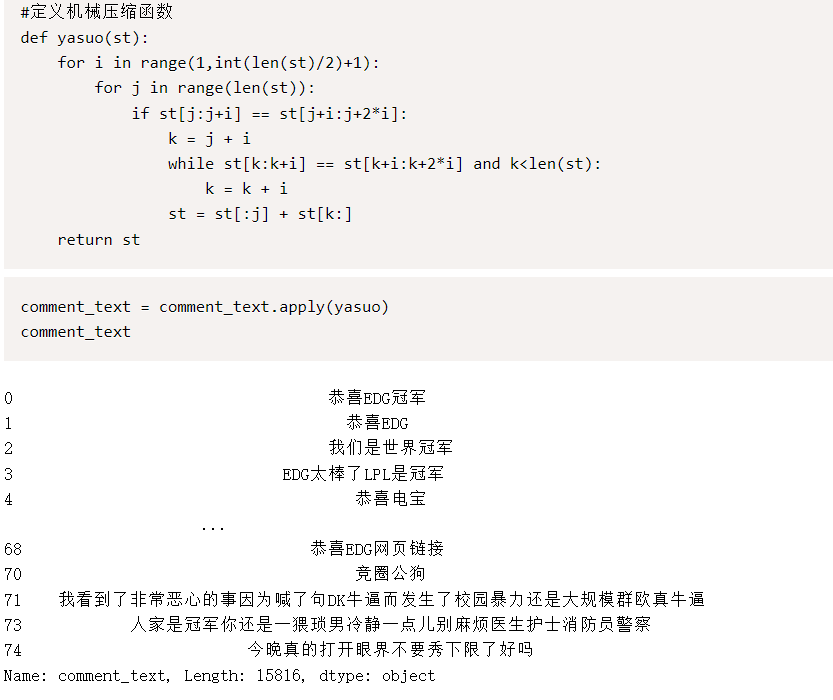 #定义机械压缩函数
def yasuo(st):
    for i in range(1,int(len(st)/2)+1):
        for j in range(len(st)):
            if st[j:j+i] == st[j+i:j+2*i]:
                k = j + i
                while st[k:k+i] == st[k+i:k+2*i] and k<len(st):
                    k = k + i
                st = st[:j] + st[k:]
    return st
comment_text = comment_text.apply(yasuo)
comment_text
0 恭喜EDG冠军
1 恭喜EDG
2 我们是世界冠军
3 EDG太棒了LPL是冠军
4 恭喜电宝
...
68 恭喜EDG网页链接
70 竞圈公狗
71 我看到了非常恶心的事因为喊了句DK牛逼而发生了校园暴力还是大规模群欧真牛逼
73 人家是冠军你还是一猥琐男冷静一点儿别麻烦医生护士消防员警察
74 今晚真的打开眼界不要秀下限了好吗
Name: comment_text, Length: 15816, dtype: object